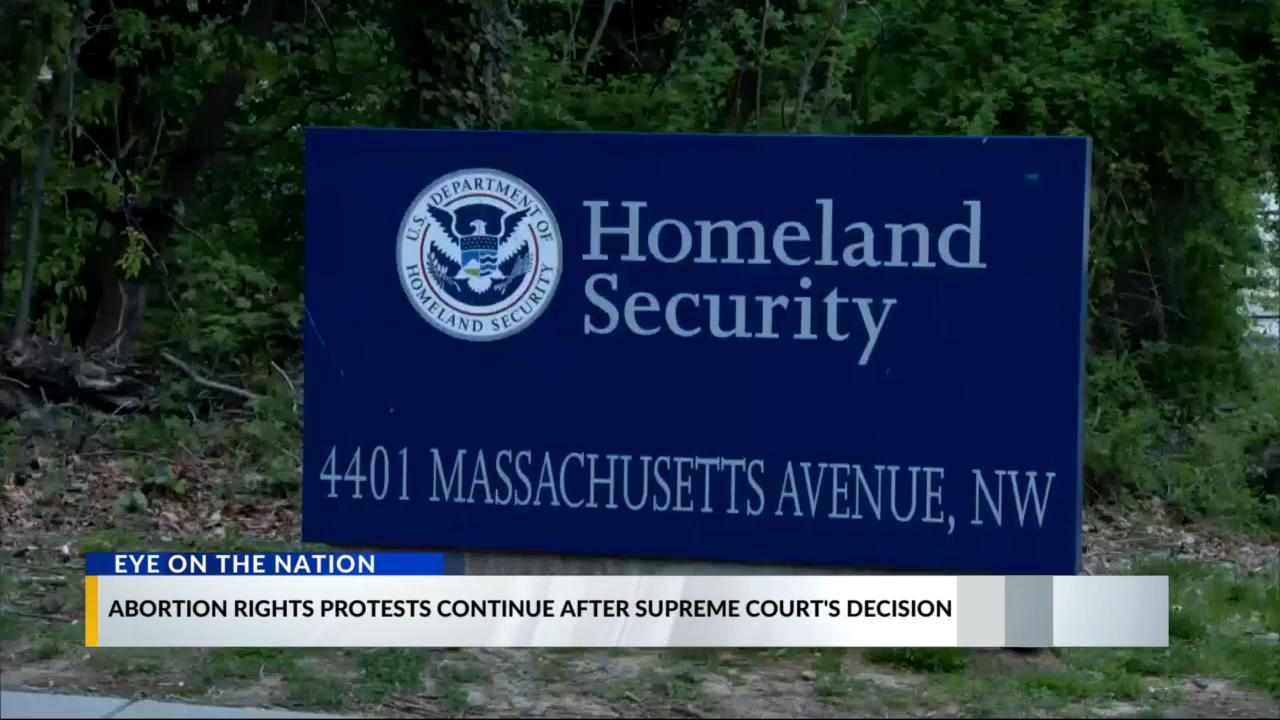 U.S. DEPARTMENT OF
HOMELAND SECURITY
Homeland
Security
4401 MASSACHUSETTS AVENUE, NW
EYE ON THE NATION
ABORTION RIGHTS PROTESTS CONTINUE AFTER SUPREME COURT'S DECISION